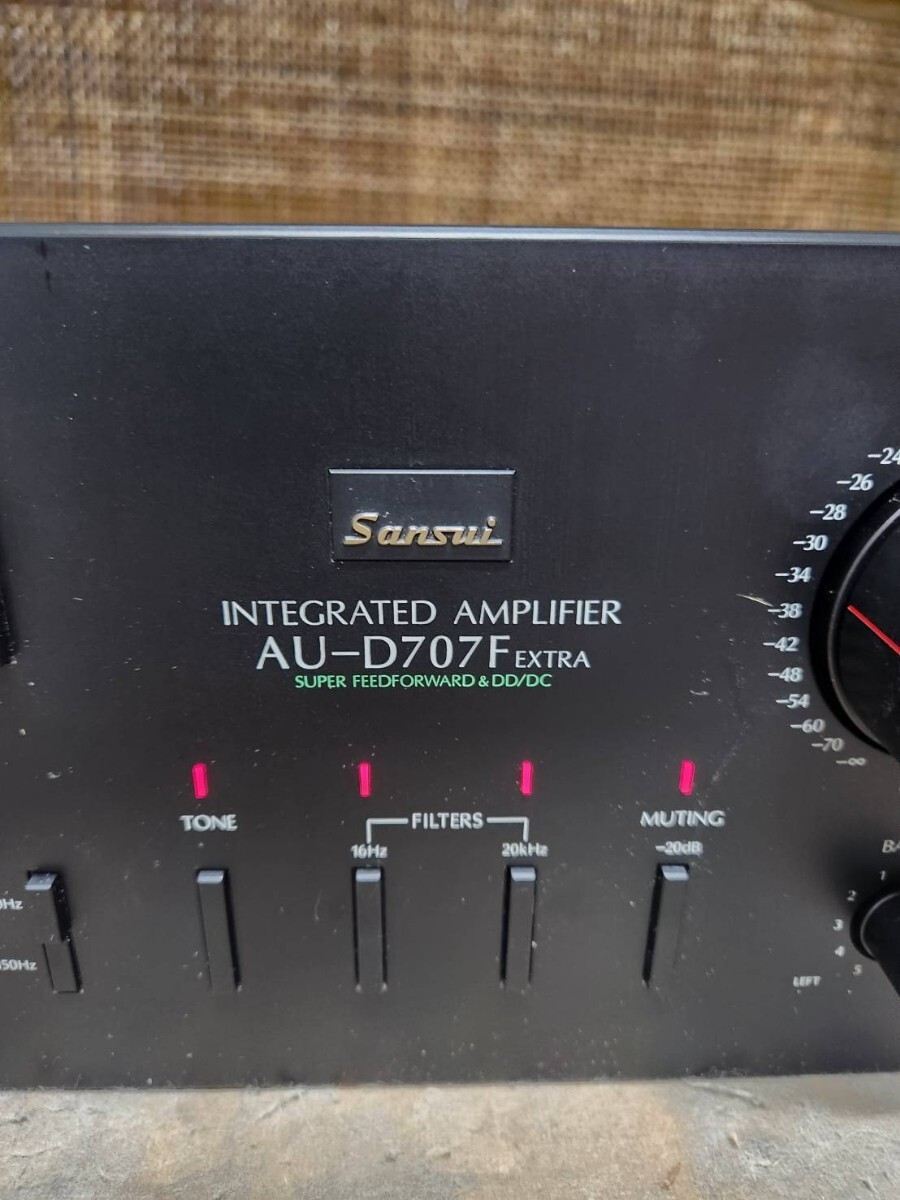 Sansui
INTEGRATED AMPLIFIER
AU-D707F EXTRA
SUPER FEEDFORWARD & DD/DC
-24
-26
-28
-30
-34
-38
-42
-48
-54
-60
-70
-∞
TONE
FILTERS
MUTING
16Hz
20kHz
-20dB
1
2
3
4
5
LEFT